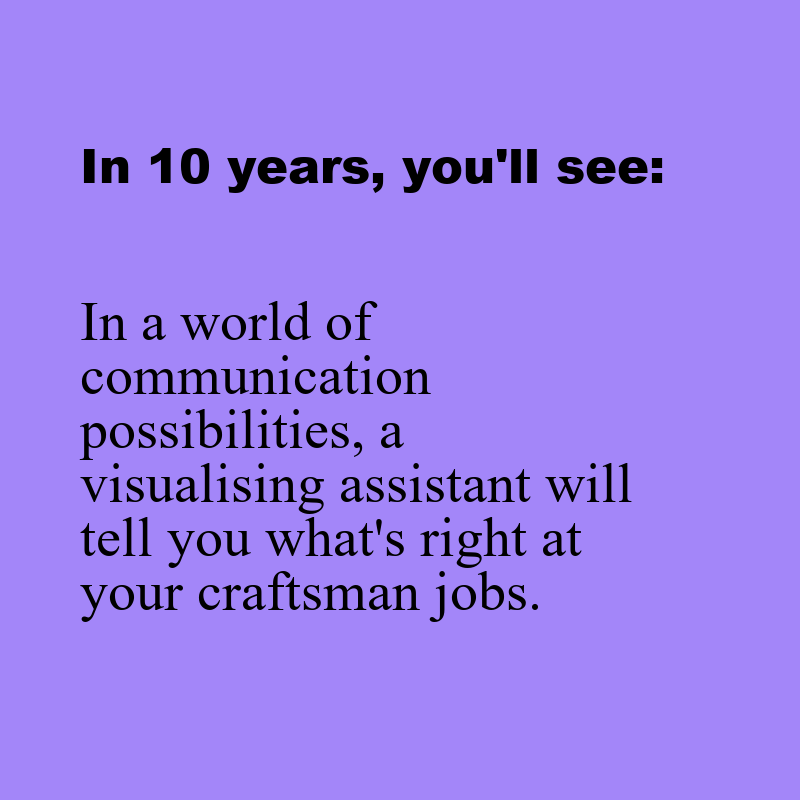 In 10 years, you'll see:
In a world of
communication
possibilities, a
visualising assistant will
tell you what's right at
your craftsman jobs.